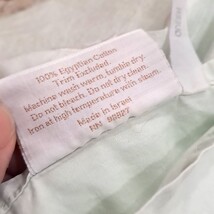 100% Egyptian Cotton
Trim Excluded.
Machine wash warm, tumble dry.
Do not bleach. Do not dry clean.
Iron at high temperature with steam.
Made in Israel
RN